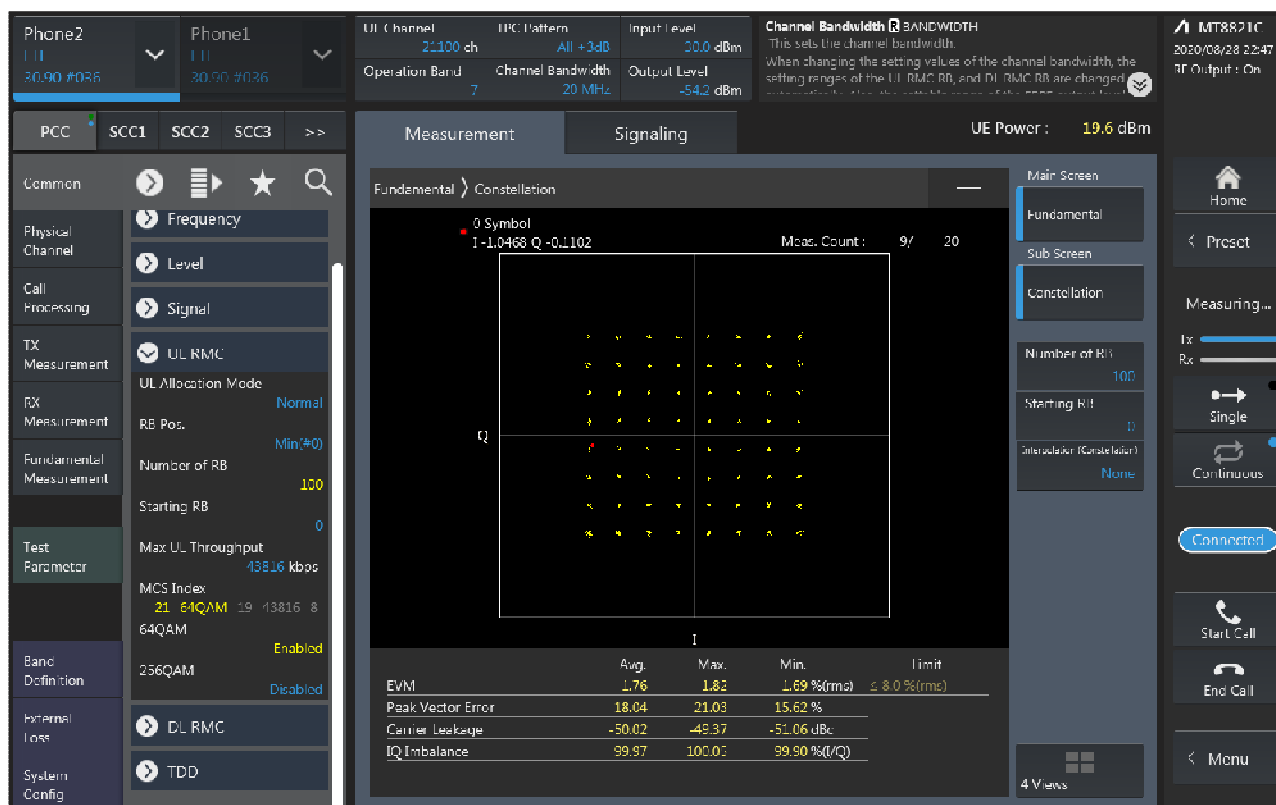 Phone2
LTE
30.90 #036
Phone1
LTE
30.90 #036
UL Channel
21100 ch
TPC Pattern
All +3dB
Input Level
30.0 dBm
Operation Band
7
Channel Bandwidth
20 MHz
Output Level
-54.2 dBm
Channel Bandwidth R BANDWIDTH
This sets the channel bandwidth.
When changing the setting values of the channel bandwidth, the
setting ranges of the UL RMC RB, and DL RMC RB are changed
MT8821C
2020/08/28 22:47
RF Output : On
PCC
SCC1
SCC2
SCC3
>>
Measurement
Signaling
UE Power : 19.6 dBm
Common
Physical
Channel
Call
Processing
TX
Measurement
RX
Measurement
Fundamental
Measurement
Test
Parameter
Band
Definition
External
Loss
System
Config
Frequency
Level
Signal
UL RMC
UL Allocation Mode
Normal
RB Pos.
Min(#0)
Number of RB
100
Starting RB
0
Max UL Throughput
43816 kbps
MCS Index
21 64QAM 19 43816 8
64QAM
Enabled
256QAM
Disabled
DL RMC
TDD
Fundamental
Constellation
0 Symbol
I -1.0468 Q -0.1102
Meas. Count : 9/ 20
Q
I
Avg. Max. Min. Limit
EVM 1.76 1.82 1.69 %(rms) ≤ 8.0 %(rms)
Peak Vector Error 18.04 21.03 15.62 %
Carrier Leakage -50.02 -49.37 -51.06 dBc
IQ Imbalance 99.97 100.05 99.90 %(I/Q)
Main Screen
Fundamental
Sub Screen
Constellation
Number of RB
100
Starting RB
0
Interpolation (Constellation)
None
4 Views
Home
Preset
Measuring...
Tx
Rx
Single
Continuous
Connected
Start Call
End Call
Menu